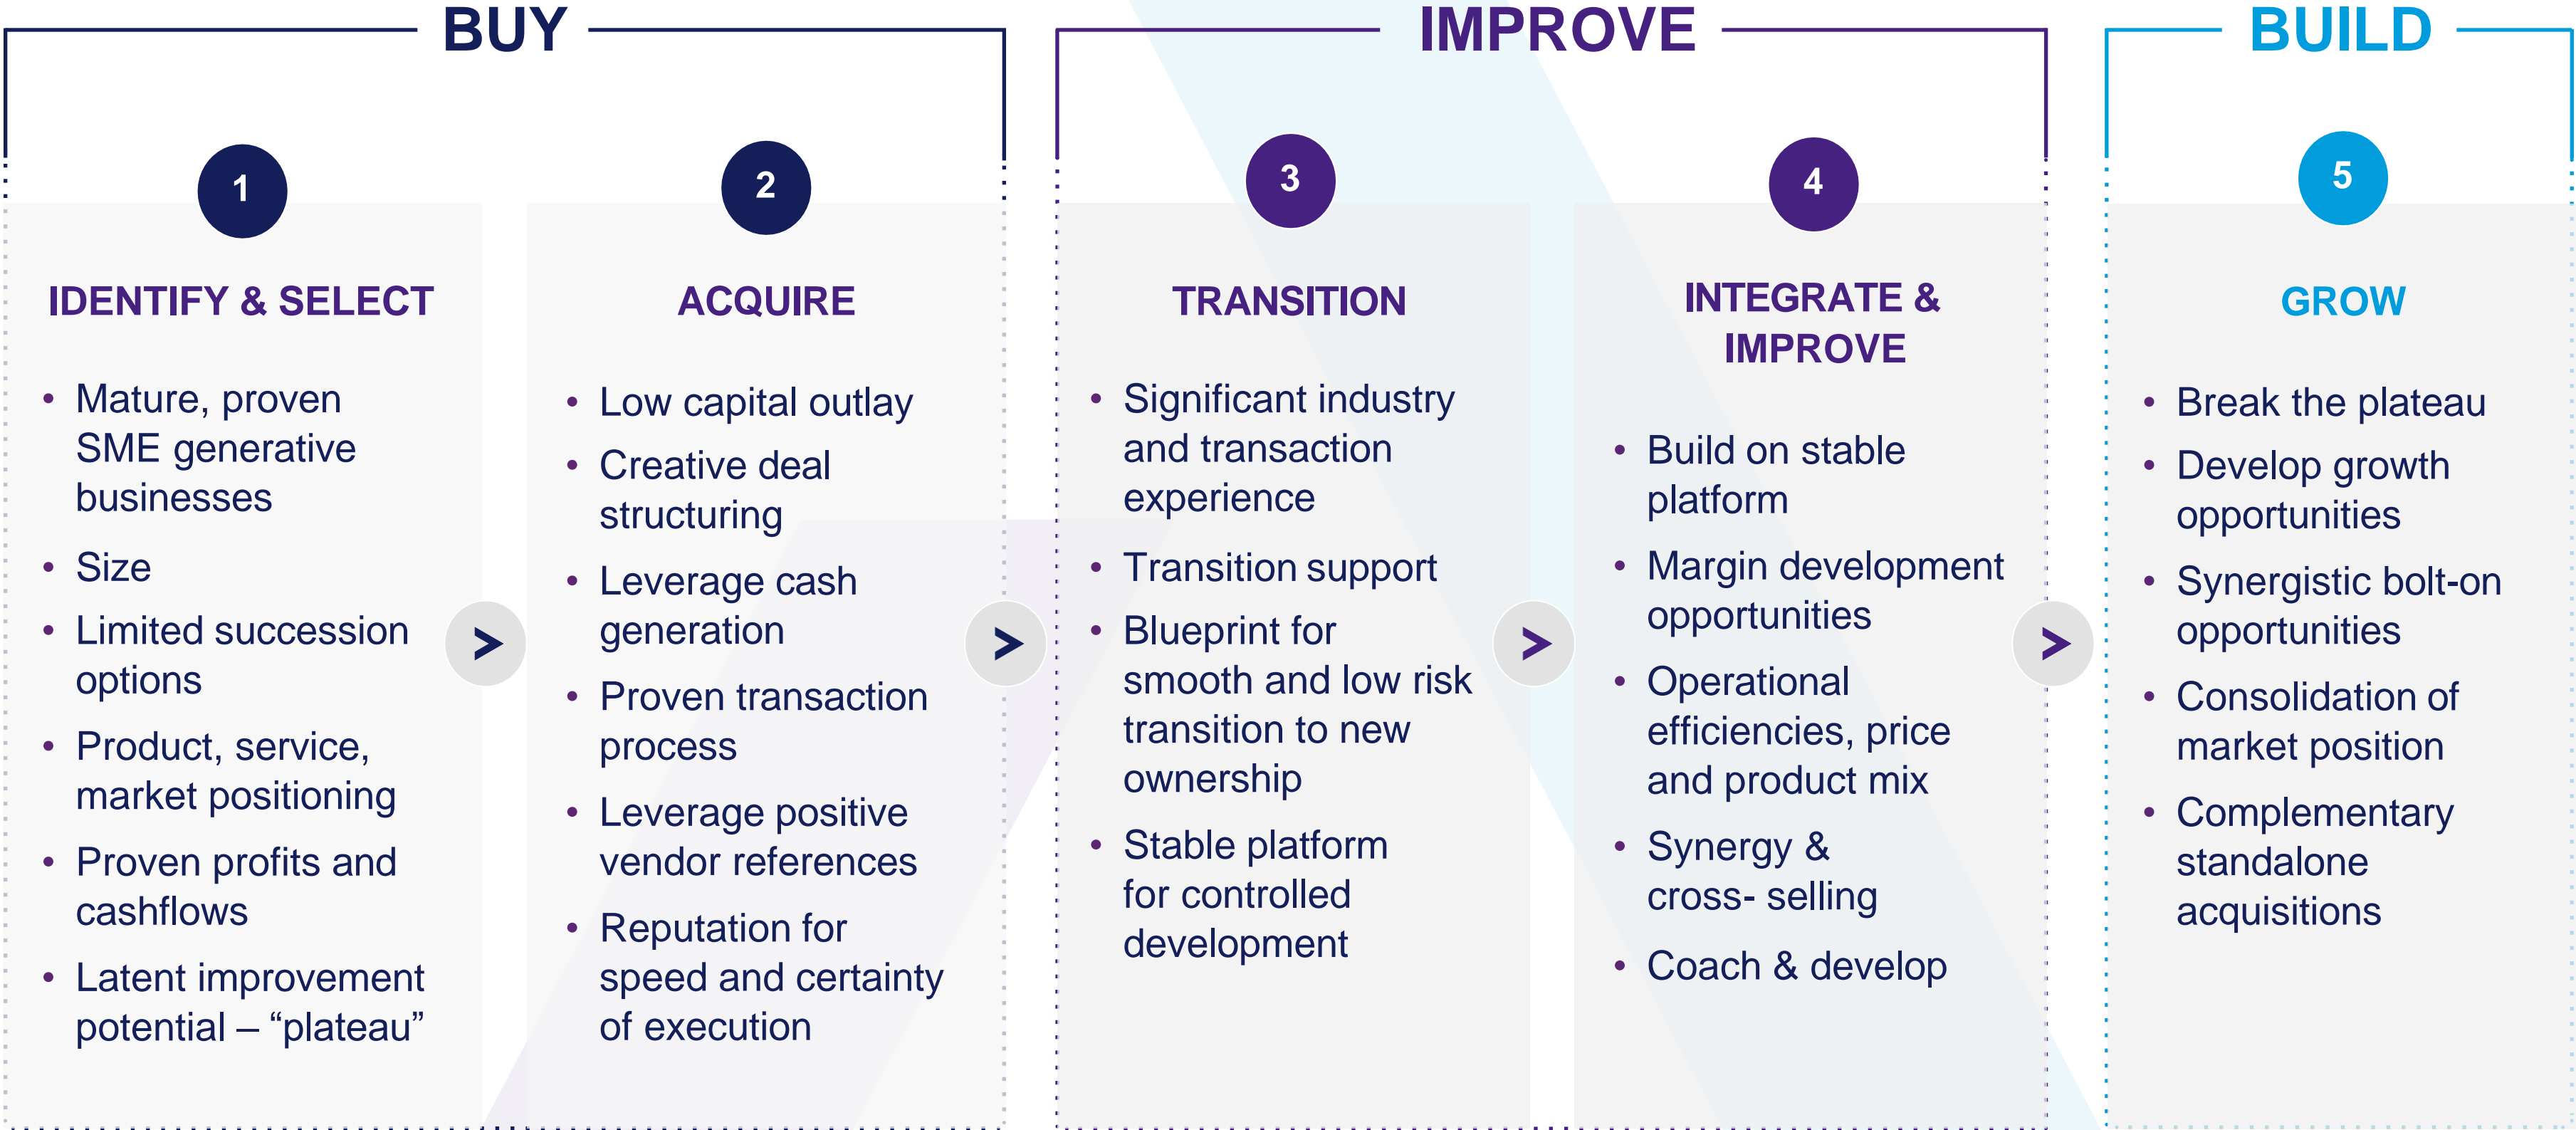 BUY
IMPROVE
BUILD
1
IDENTIFY & SELECT
• Mature, proven
SME generative
businesses
• Size
• Limited succession
options
• Product, service,
market positioning
• Proven profits and
cashflows
• Latent improvement
potential – “plateau”
>
2
ACQUIRE
• Low capital outlay
• Creative deal
structuring
• Leverage cash
generation
• Proven transaction
process
• Leverage positive
vendor references
• Reputation for
speed and certainty
of execution
>
3
TRANSITION
• Significant industry
and transaction
experience
• Transition support
• Blueprint for
smooth and low risk
transition to new
ownership
• Stable platform
for controlled
development
>
4
INTEGRATE &
IMPROVE
• Build on stable
platform
• Margin development
opportunities
• Operational
efficiencies, price
and product mix
• Synergy &
cross- selling
• Coach & develop
>
5
GROW
• Break the plateau
• Develop growth
opportunities
• Synergistic bolt-on
opportunities
• Consolidation of
market position
• Complementary
standalone
acquisitions